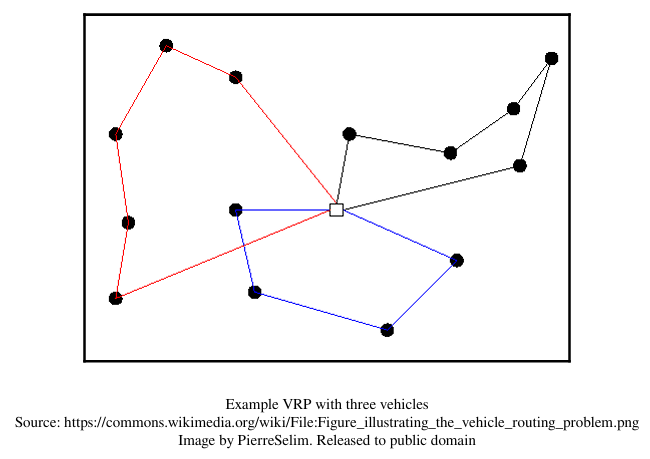 Example VRP with three vehicles
Source: https://commons.wikimedia.org/wiki/File:Figure_illustrating_the_vehicle_routing_problem.png
Image by PierreSelim. Released to public domain